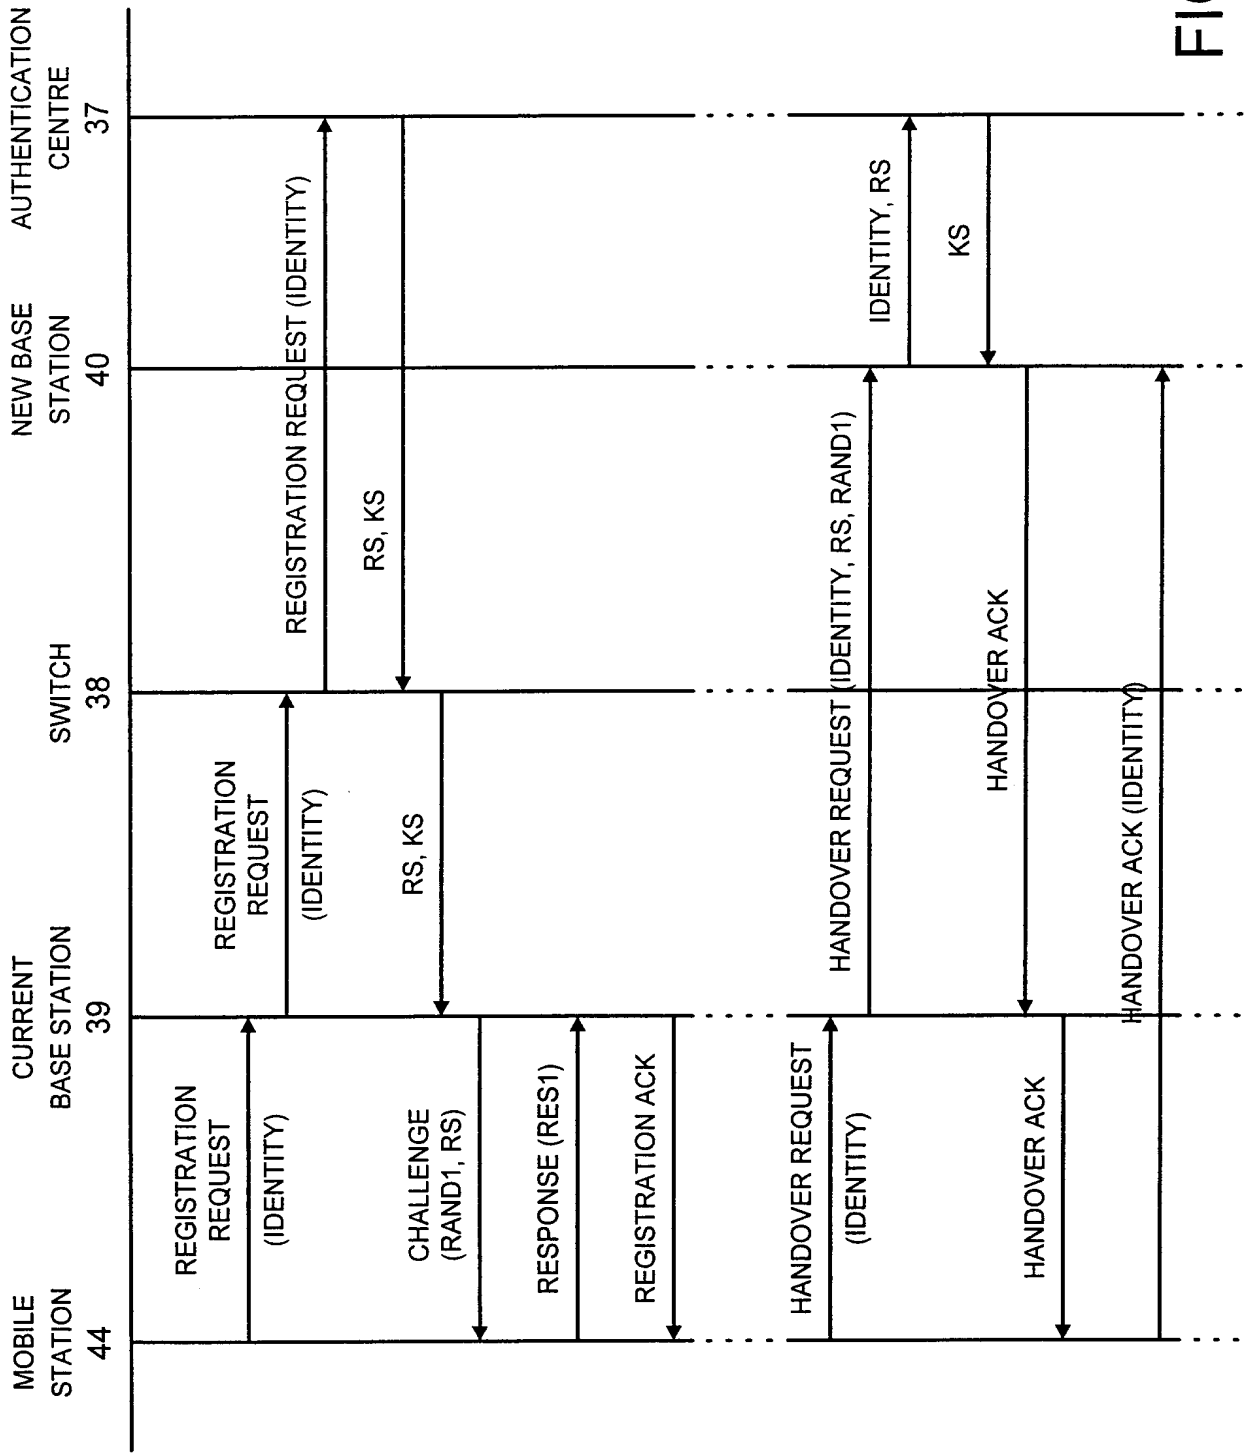 MOBILE
STATION
44
CURRENT
BASE STATION
39
SWITCH
38
NEW BASE
STATION
40
AUTHENTICATION
CENTRE
37
REGISTRATION
REQUEST
(IDENTITY)
REGISTRATION
REQUEST
(IDENTITY)
REGISTRATION REQUEST (IDENTITY)
RS, KS
RS, KS
CHALLENGE
(RAND1, RS)
RESPONSE (RES1)
REGISTRATION ACK
HANDOVER REQUEST
(IDENTITY)
HANDOVER REQUEST (IDENTITY, RS, RAND1)
IDENTITY, RS
KS
HANDOVER ACK
HANDOVER ACK
HANDOVER ACK (IDENTITY)